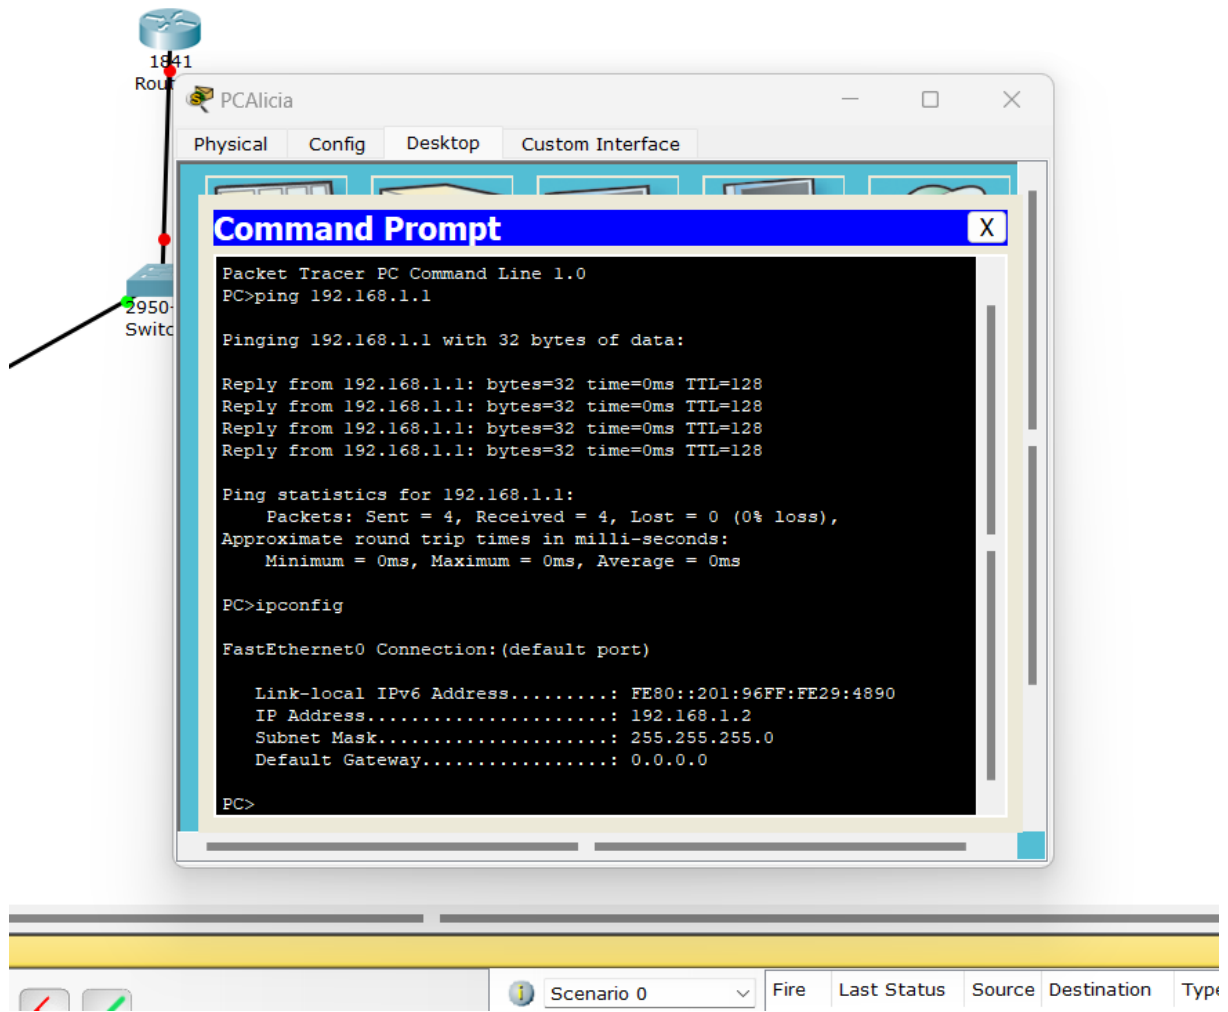 1841
Rout
PCAlicia
Physical Config Desktop Custom Interface
Command Prompt X
Packet Tracer PC Command Line 1.0
PC>ping 192.168.1.1
Pinging 192.168.1.1 with 32 bytes of data:
Reply from 192.168.1.1: bytes=32 time=0ms TTL=128
Reply from 192.168.1.1: bytes=32 time=0ms TTL=128
Reply from 192.168.1.1: bytes=32 time=0ms TTL=128
Reply from 192.168.1.1: bytes=32 time=0ms TTL=128
Ping statistics for 192.168.1.1:
Packets: Sent = 4, Received = 4, Lost = 0 (0% loss),
Approximate round trip times in milli-seconds:
Minimum = 0ms, Maximum = 0ms, Average = 0ms
PC>ipconfig
FastEthernet0 Connection:(default port)
Link-local IPv6 Address.........: FE80::201:96FF:FE29:4890
IP Address......................: 192.168.1.2
Subnet Mask.....................: 255.255.255.0
Default Gateway.................: 0.0.0.0
PC>
2950-
Switc
Scenario 0
Fire Last Status Source Destination Type